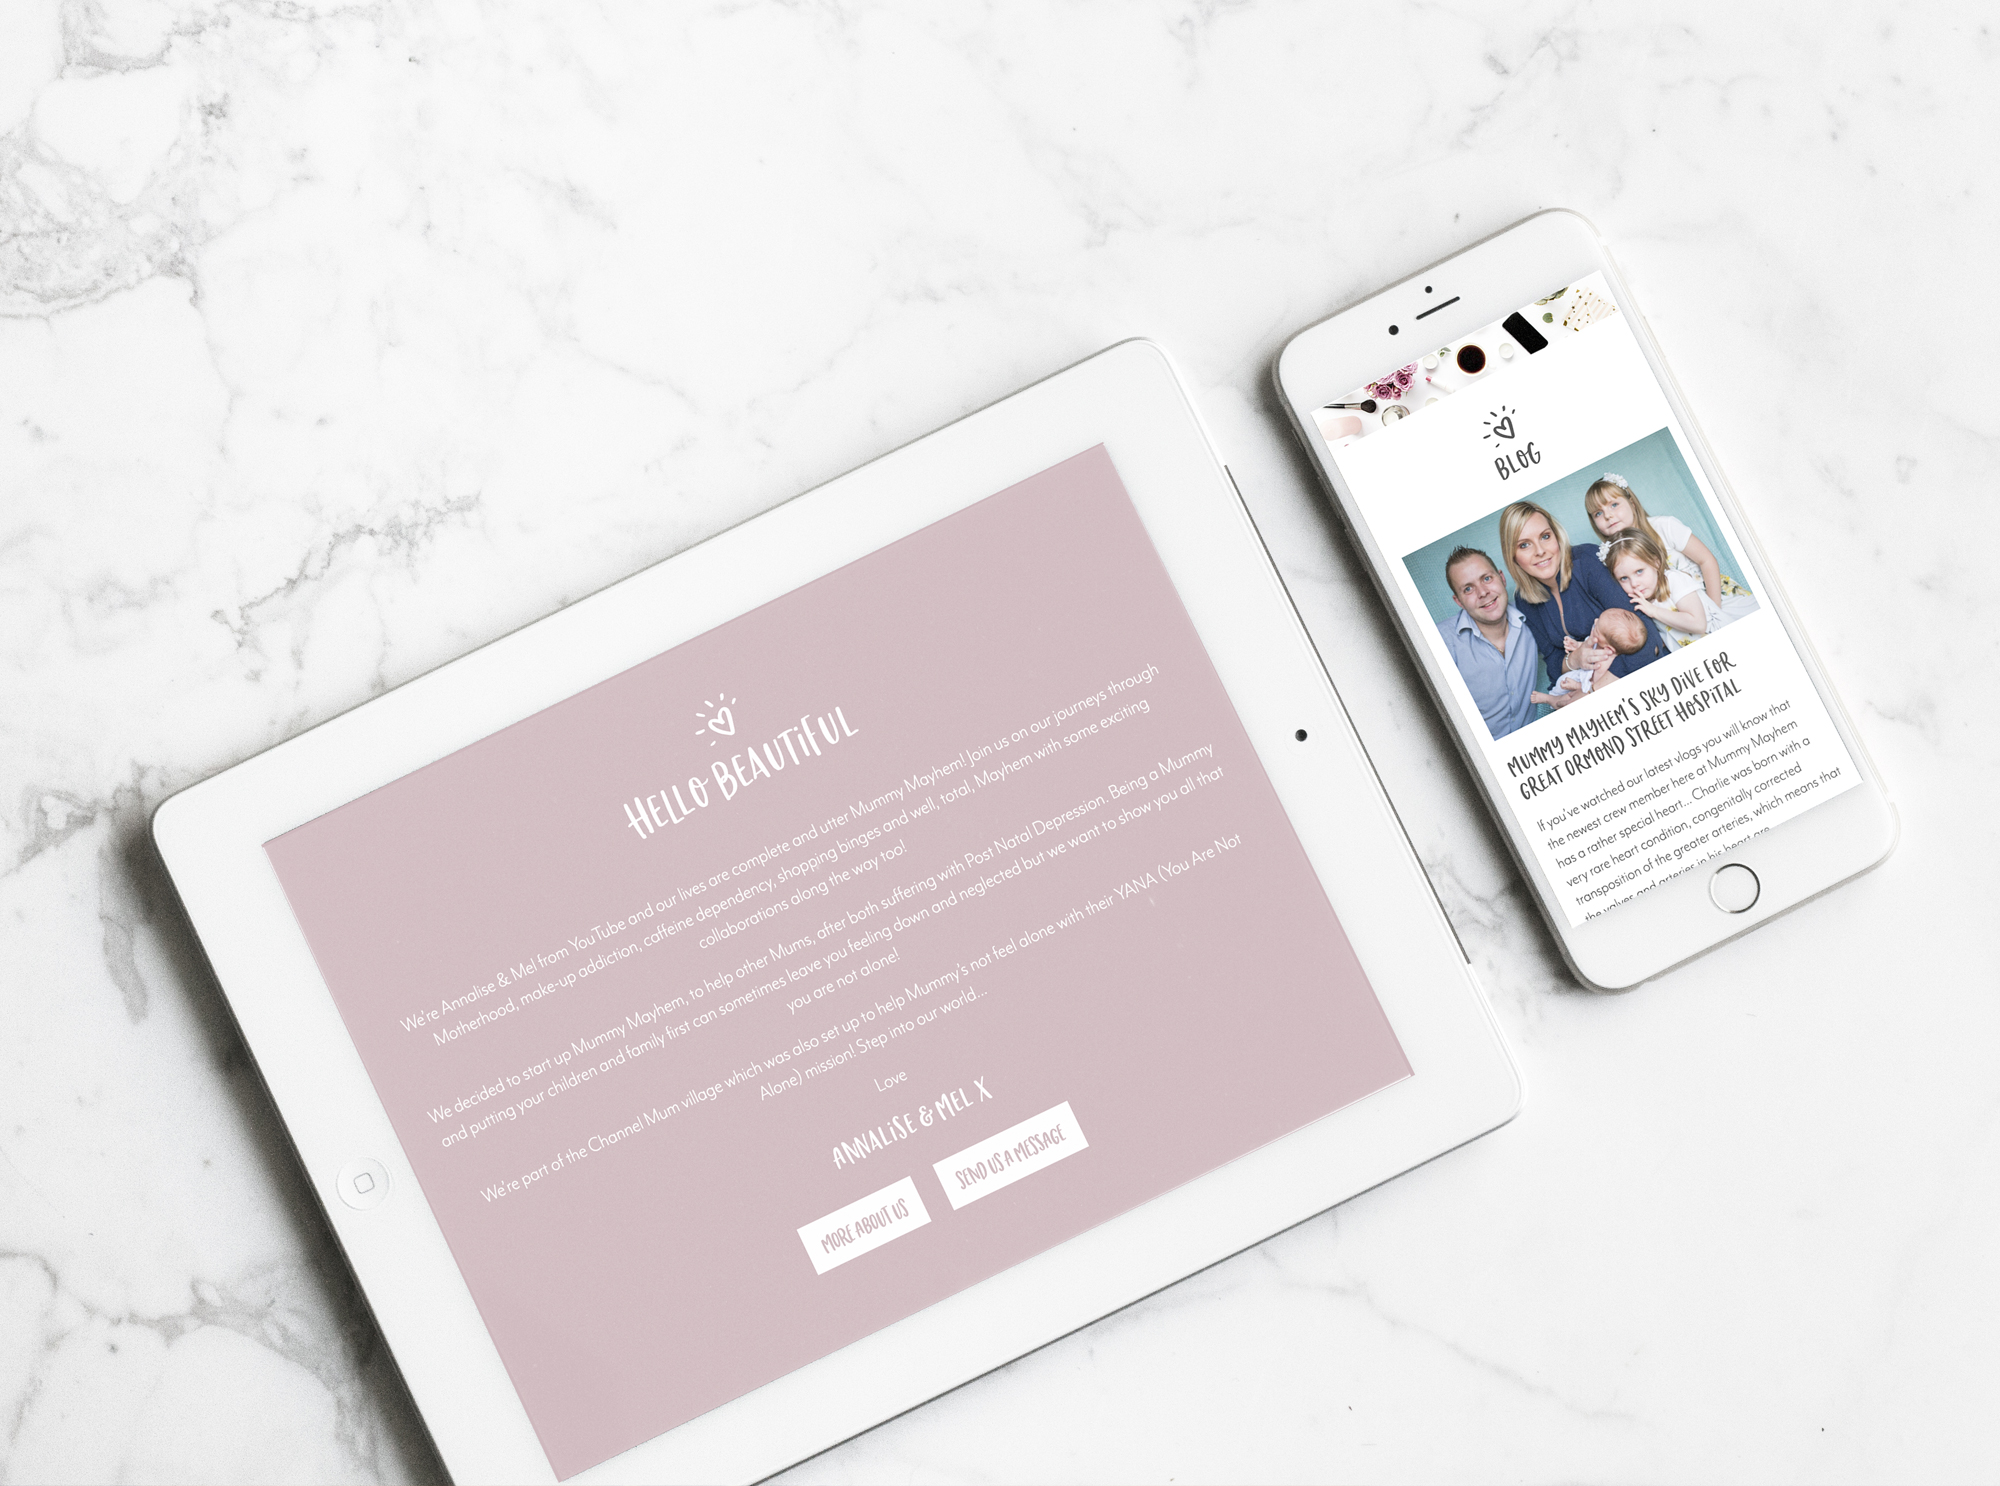 HELLO BEAUTIFUL
We're Annalise & Mel from YouTube and our lives are complete and utter Mummy Mayhem! Join us on our journeys through
Motherhood, make-up addiction, caffeine dependency, shopping binges and well, total, Mayhem with some exciting
collaborations along the way too!
We decided to start up Mummy Mayhem, to help other Mums, after both suffering with Post Natal Depression. Being a Mummy
and putting your children and family first can sometimes leave you feeling down and neglected but we want to show you all that
you are not alone!
We're part of the Channel Mum village which was also set up to help Mummy's not feel alone with their YANA (You Are Not
Alone) mission! Step into our world...
Love
ANNALISE & MEL X
MORE ABOUT US
SEND US A MESSAGE
BLOG
MUMMY MAYHEM'S SKY DIVE FOR
GREAT ORMOND STREET HOSPITAL
If you've watched our latest vlogs you will know that
the newest crew member here at Mummy Mayhem
has a rather special heart... Charlie was born with a
very rare heart condition, congenitally corrected
transposition of the greater arteries, which means that
the valves and arteries in his heart are